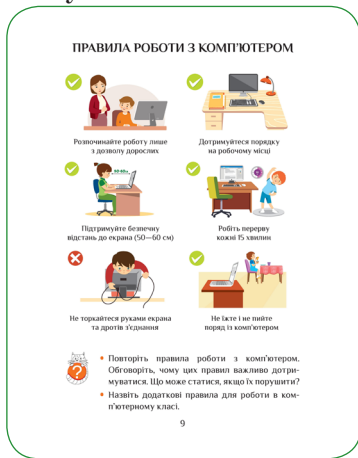 ПРАВИЛА РОБОТИ З КОМП'ЮТЕРОМ
Розпочинайте роботу лише
з дозволу дорослих
Дотримуйтеся порядку
на робочому місці
50-60см
Підтримуйте безпечну
відстань до екрана (50—60 см)
Робіть перерву
кожні 15 хвилин
Не торкайтеся руками екрана
та дротів з'єднання
Не їжте і не пийте
поряд із комп'ютером
?
• Повторіть правила роботи з комп'ютером.
Обговоріть, чому цих правил важливо дотри-
муватися. Що може статися, якщо їх порушити?
• Назвіть додаткові правила для роботи в ком-
п'ютерному класі.
9